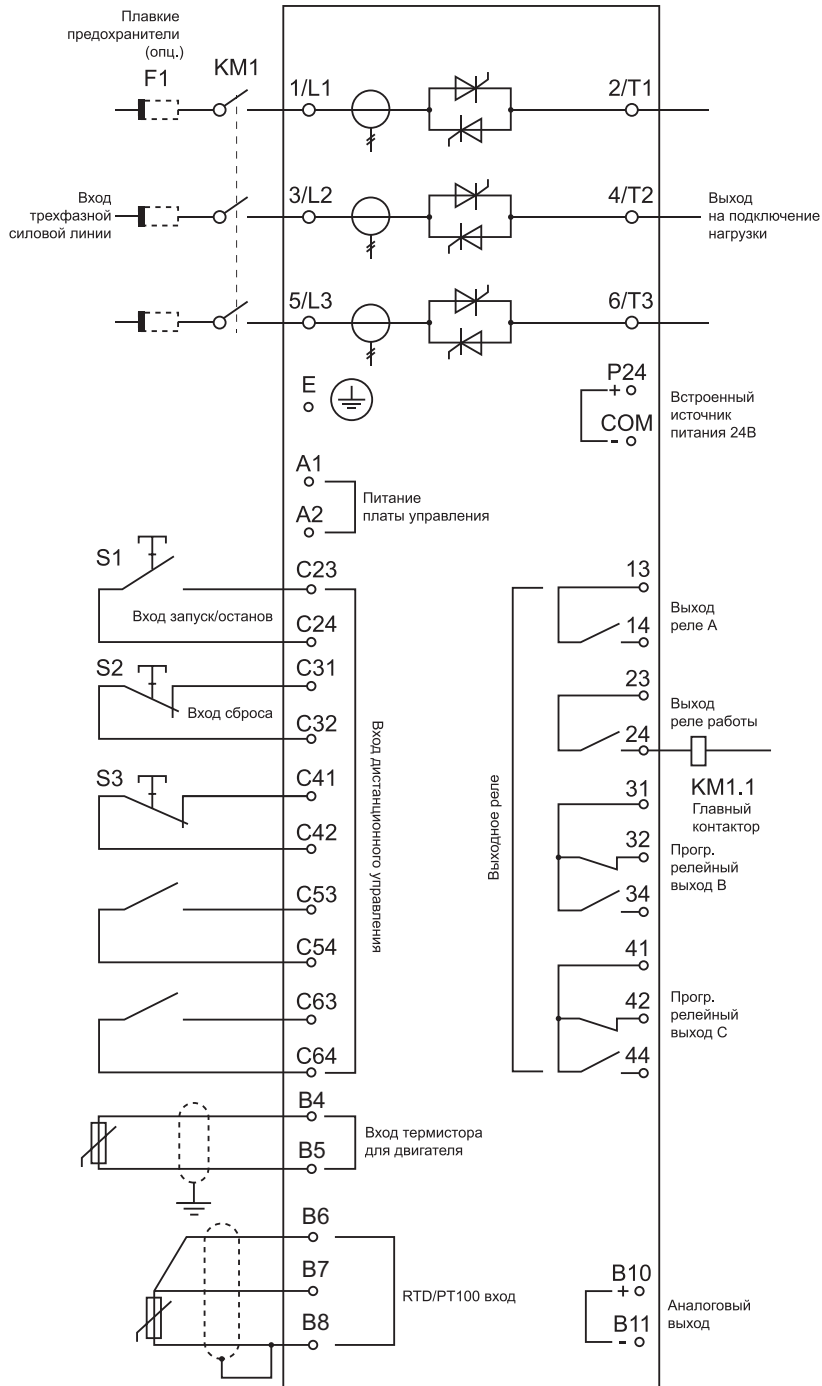 Плавкие
предохранители
(опц.)
F1
KM1
1/L1
2/T1
Вход
трехфазной
силовой линии
3/L2
4/T2
Выход
на подключение
нагрузки
5/L3
6/T3
E
P24
+
COM
-
Встроенный
источник
питания 24В
A1
A2
Питание
платы управления
S1
C23
Вход запуск/останов
C24
S2
C31
Вход сброса
C32
S3
C41
C42
C53
C54
C63
C64
Вход дистанционного управления
Выходное реле
13
14
Выход
реле А
23
24
Выход
реле работы
KM1.1
Главный
контактор
31
32
34
Прогр.
релейный
выход В
41
42
44
Прогр.
релейный
выход С
B4
B5
Вход термистора
для двигателя
B6
B7
B8
RTD/PT100 вход
B10
+
B11
-
Аналоговый
выход